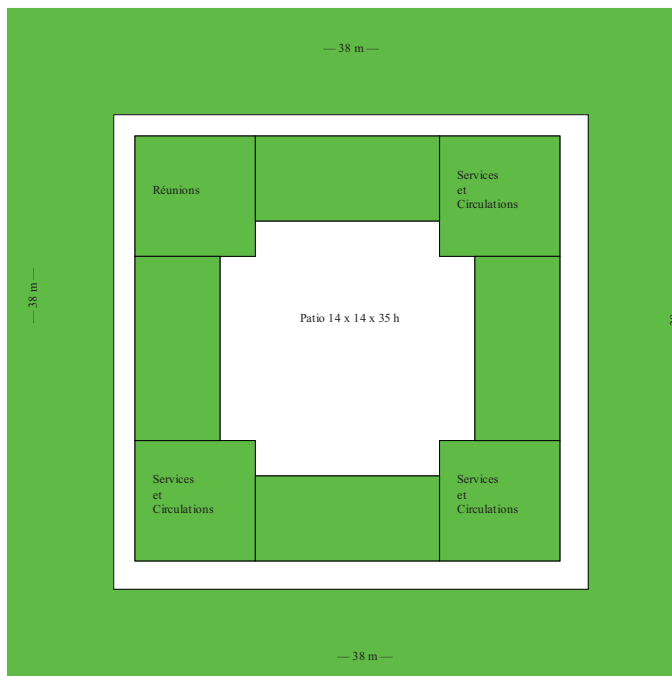 — 38 m —
Réunions
Services
et
Circulations
— 38 m —
Patio 14 x 14 x 35 h
Services
et
Circulations
Services
et
Circulations
— 38 m —